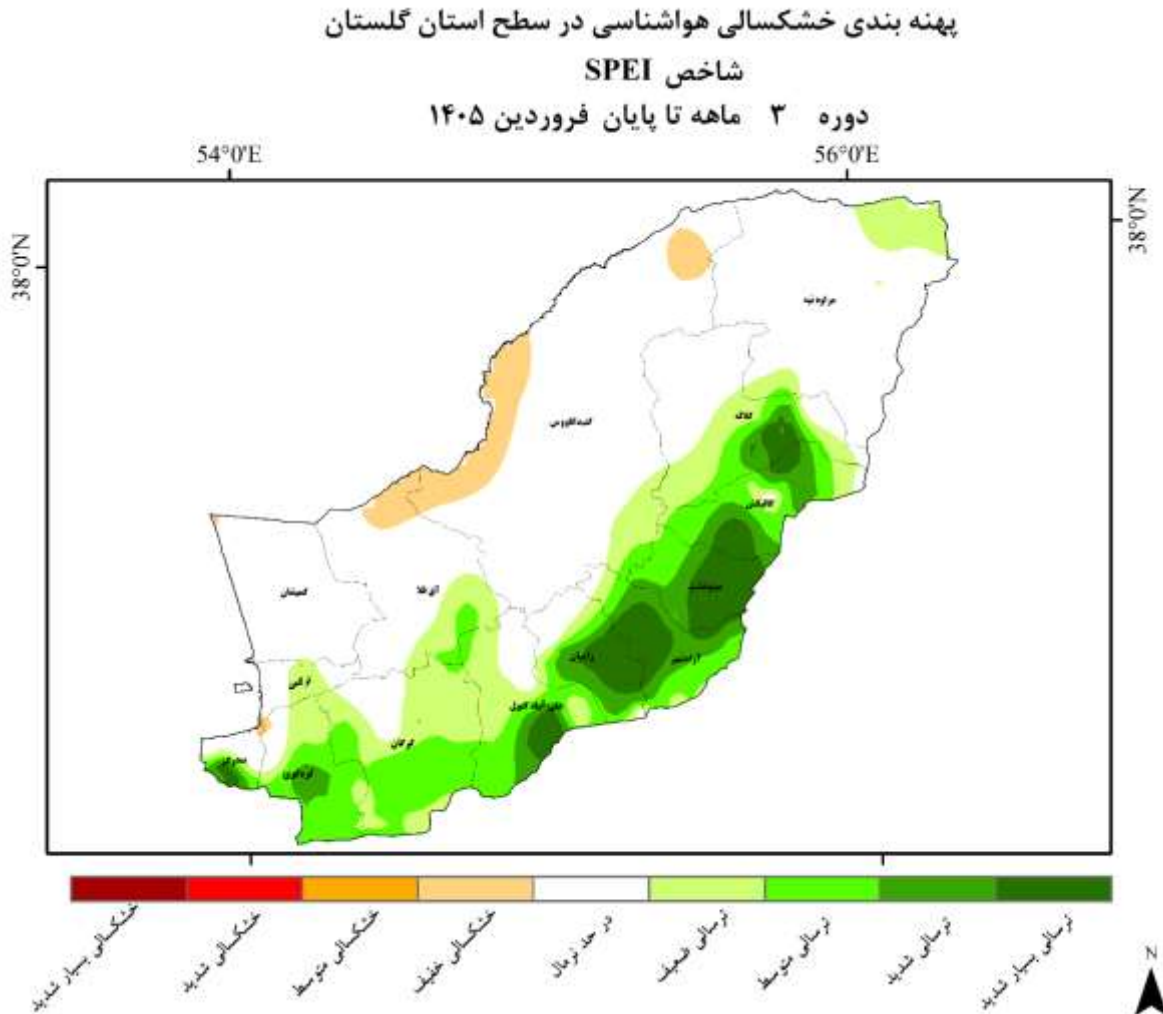 پهنه بندی خشکسالی هواشناسی در سطح استان گلستان
شاخص SPEI
دوره ۳ ماهه تا پایان فروردین ۱۴۰۵
54°0'E
56°0'E
38°0'N
38°0'N
مراوه تپه
کلاله
گنبدکاووس
گالیکش
مینودشت
آق قلا
گمیشان
رامیان
آزادشهر
ترکمن
علی آباد کتول
گرگان
بندرگز
کردکوی
خشکسالی بسیار شدید
خشکسالی شدید
خشکسالی متوسط
خشکسالی خفیف
در حد نرمال
ترسالی ضعیف
ترسالی متوسط
ترسالی شدید
ترسالی بسیار شدید
N